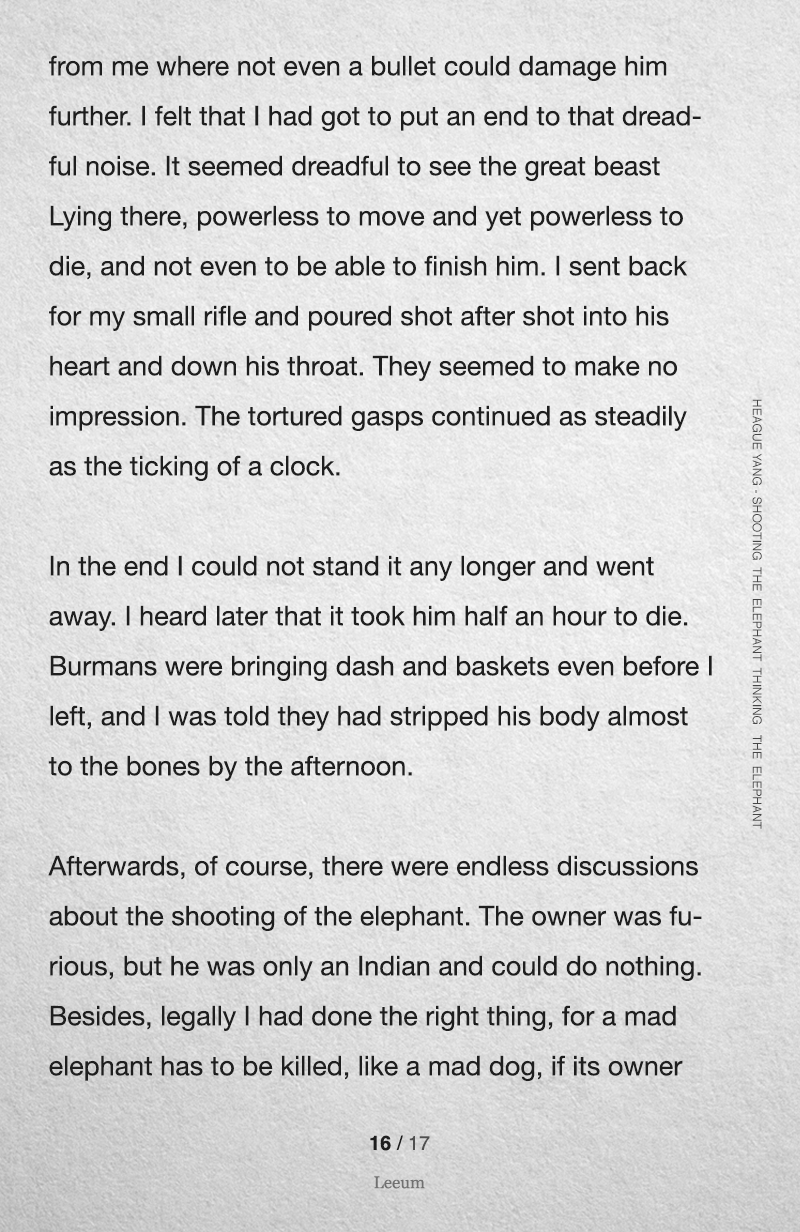 from me where not even a bullet could damage him
further. I felt that I had got to put an end to that dread-
ful noise. It seemed dreadful to see the great beast
Lying there, powerless to move and yet powerless to
die, and not even to be able to finish him. I sent back
for my small rifle and poured shot after shot into his
heart and down his throat. They seemed to make no
impression. The tortured gasps continued as steadily
as the ticking of a clock.
In the end I could not stand it any longer and went
away. I heard later that it took him half an hour to die.
Burmans were bringing dash and baskets even before I
left, and I was told they had stripped his body almost
to the bones by the afternoon.
Afterwards, of course, there were endless discussions
about the shooting of the elephant. The owner was fu-
rious, but he was only an Indian and could do nothing.
Besides, legally I had done the right thing, for a mad
elephant has to be killed, like a mad dog, if its owner
HEAGUE YANG - SHOOTING THE ELEPHANT THINKING THE ELEPHANT
16 / 17
Leeum